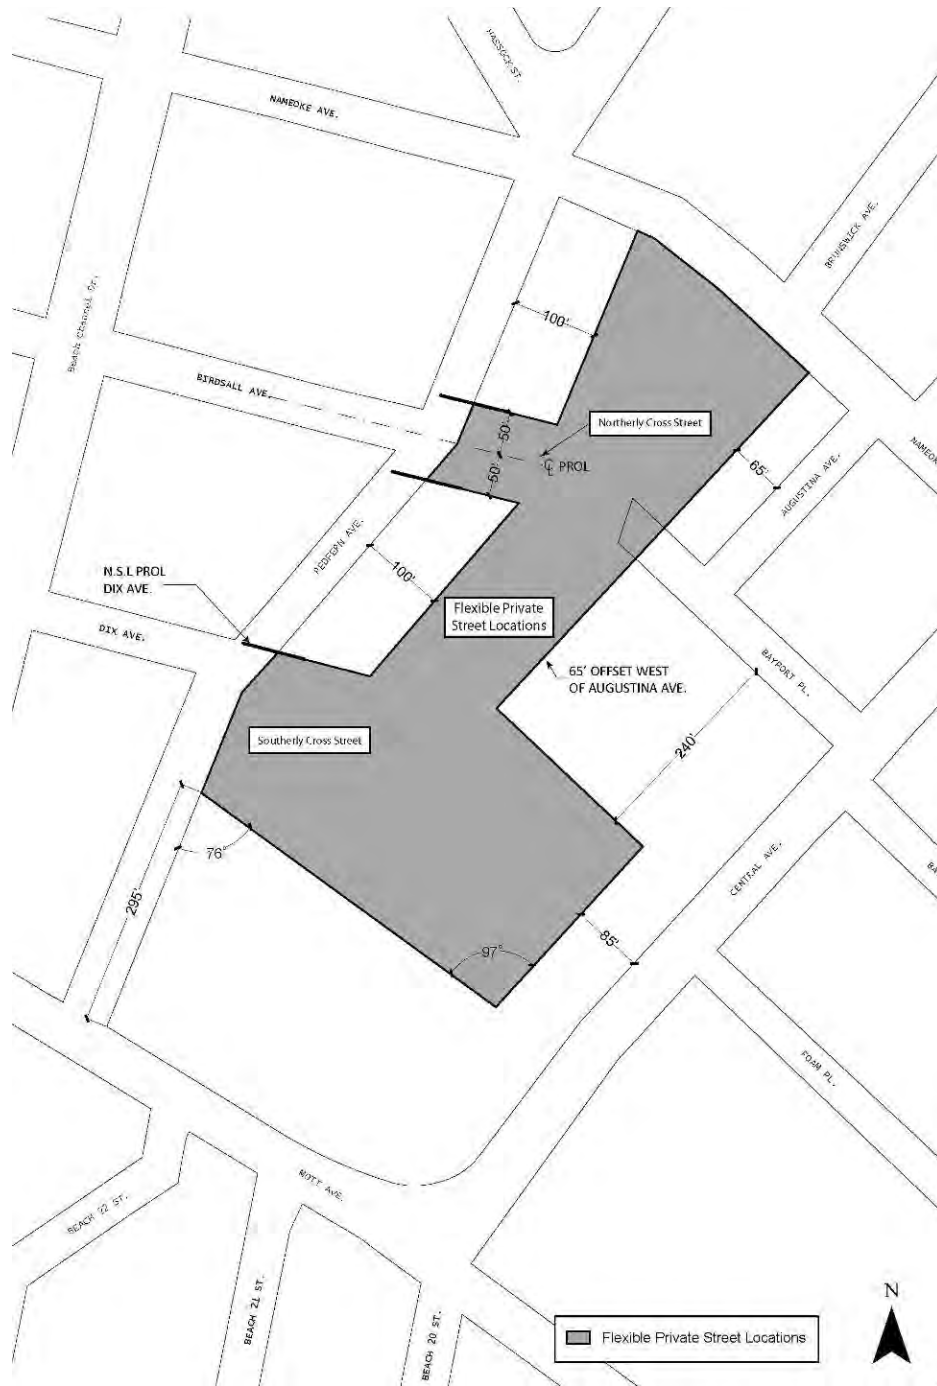 HASSOCK ST.
NAMEOKE AVE.
BRUNSWICK AVE.
Beach Channel Dr.
100'
BIRDSALL AVE.
50'
Northerly Cross Street
℄ PROL
50'
65'
AUGUSTINA AVE.
REDFERN AVE.
N.S.L PROL
DIX AVE.
100'
Flexible Private
Street Locations
DIX AVE.
65' OFFSET WEST
OF AUGUSTINA AVE.
BAYPORT PL.
Southerly Cross Street
240'
76°
CENTRAL AVE.
295'
85'
97°
FOAM PL.
MOTT AVE.
BEACH 22 ST.
BEACH 21 ST.
BEACH 20 ST.
N
Flexible Private Street Locations